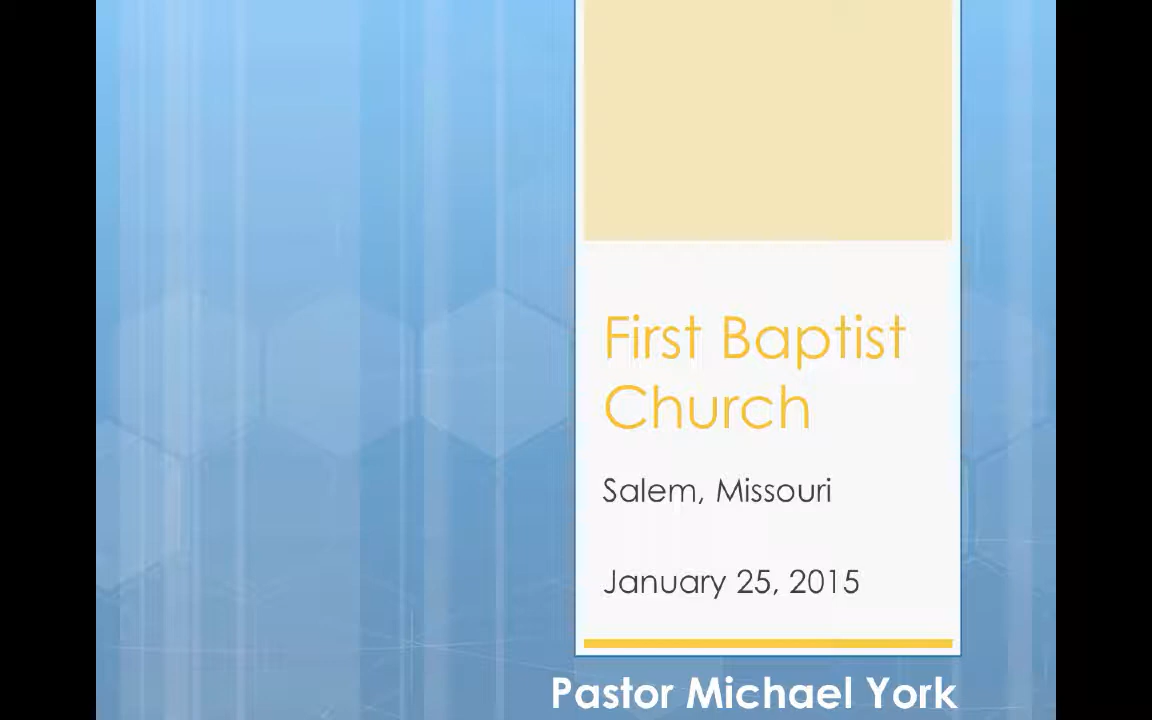 First Baptist
Church
Salem, Missouri
January 25, 2015
Pastor Michael York